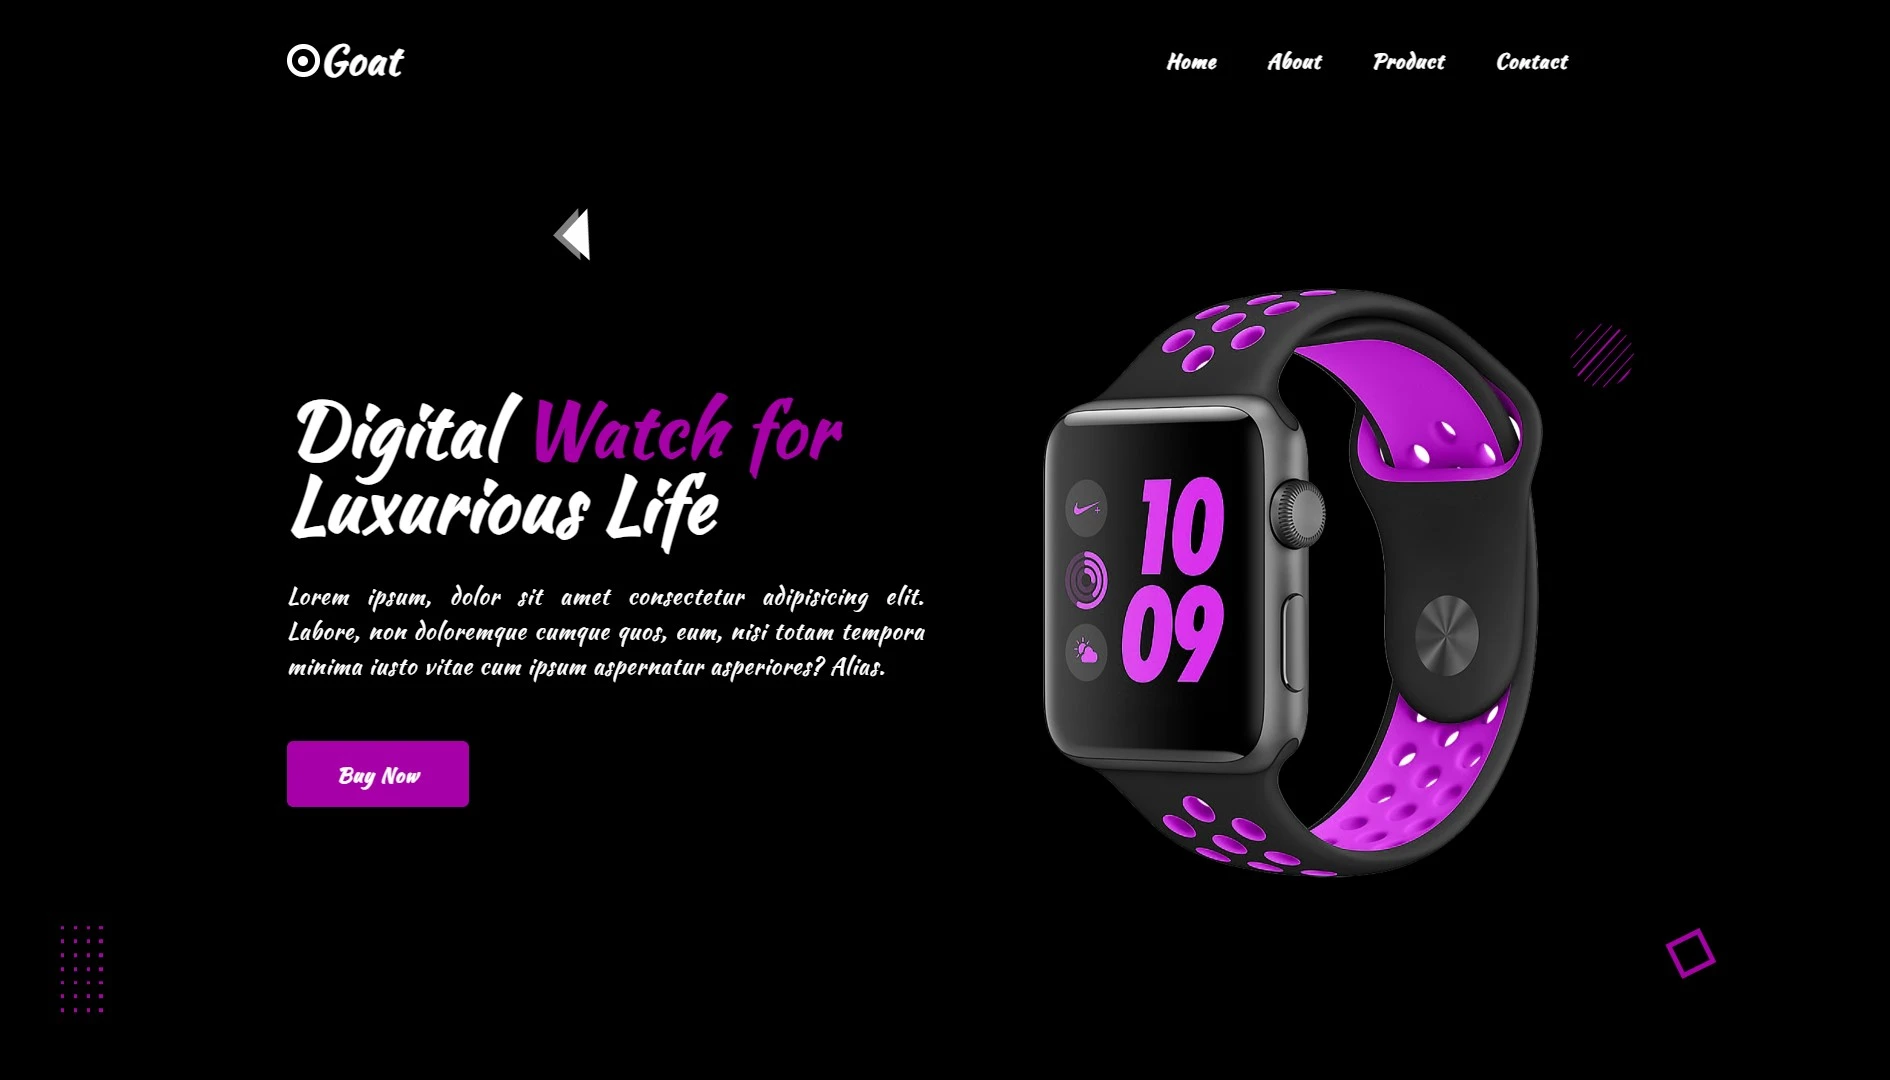 Goat
Home About Product Contact
Digital Watch for
Luxurious Life
Lorem ipsum, dolor sit amet consectetur adipisicing elit.
Labore, non doloremque cumque quos, eum, nisi totam tempora
minima iusto vitae cum ipsum aspernatur asperiores? Alias.
Buy Now
10
09